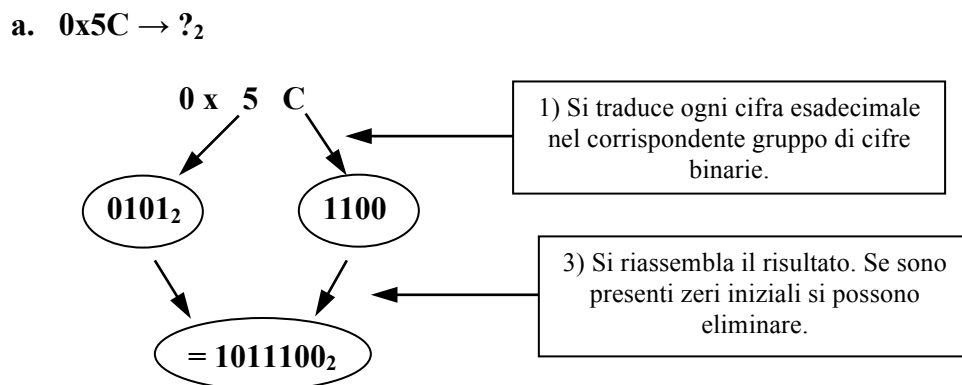 a. 0x5C → ?₂
0 x 5 C
1) Si traduce ogni cifra esadecimale
nel corrispondente gruppo di cifre
binarie.
0101₂
1100
3) Si riassembla il risultato. Se sono
presenti zeri iniziali si possono
eliminare.
= 1011100₂